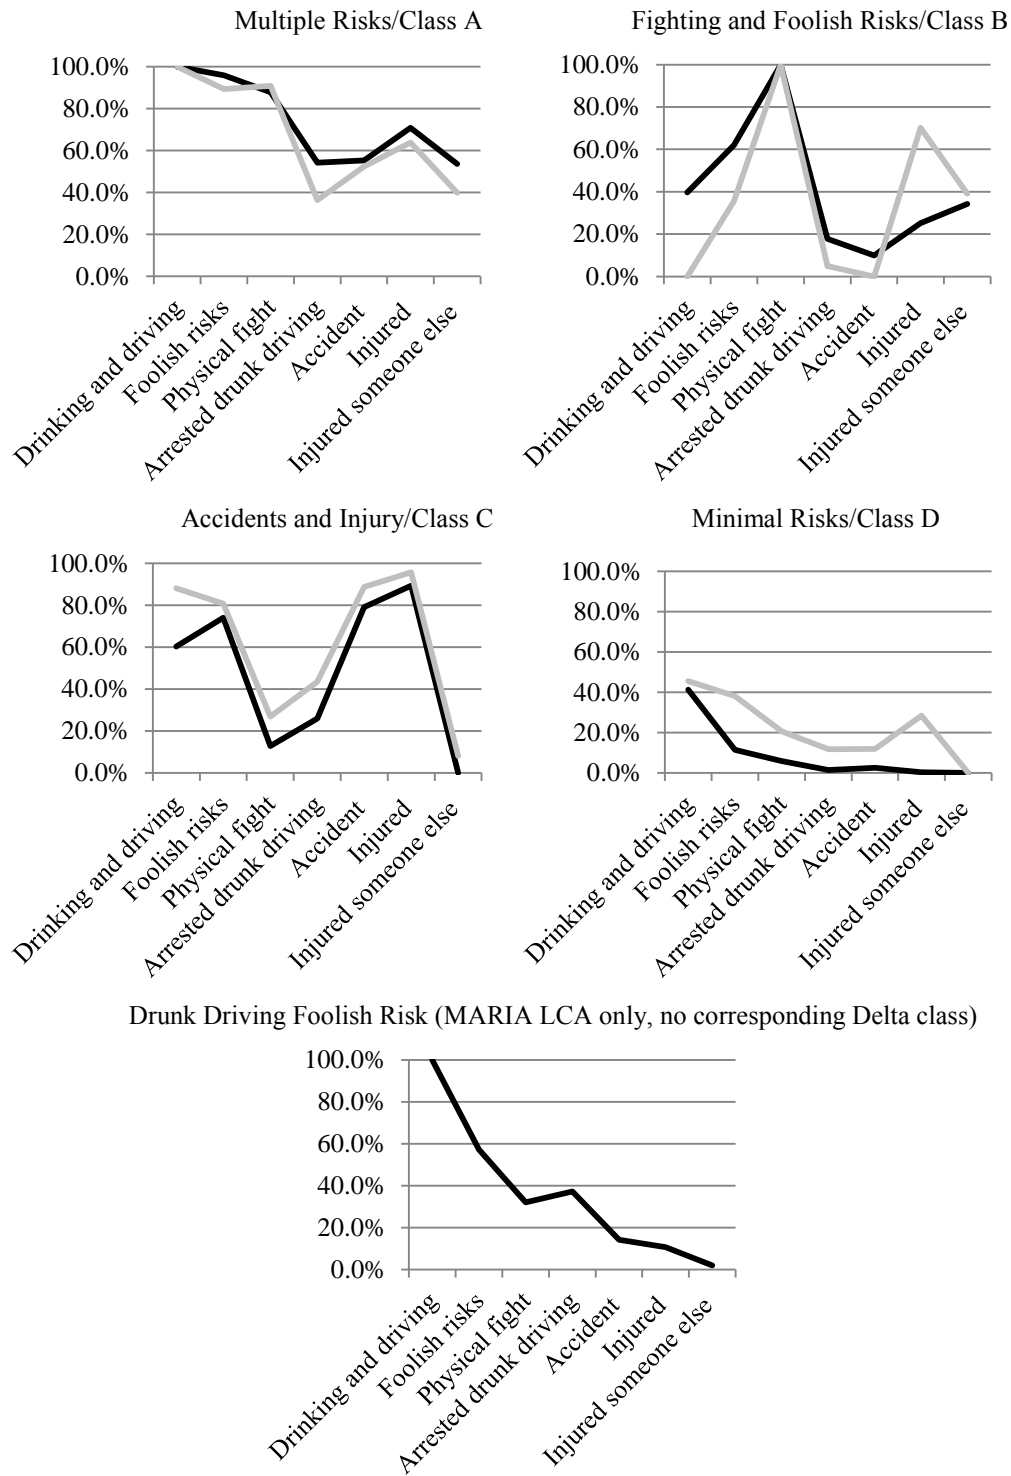 Multiple Risks/Class A
100.0%
80.0%
60.0%
40.0%
20.0%
0.0%
Drinking and driving
Foolish risks
Physical fight
Arrested drunk driving
Accident
Injured
Injured someone else
Fighting and Foolish Risks/Class B
100.0%
80.0%
60.0%
40.0%
20.0%
0.0%
Drinking and driving
Foolish risks
Physical fight
Arrested drunk driving
Accident
Injured
Injured someone else
Accidents and Injury/Class C
100.0%
80.0%
60.0%
40.0%
20.0%
0.0%
Drinking and driving
Foolish risks
Physical fight
Arrested drunk driving
Accident
Injured
Injured someone else
Minimal Risks/Class D
100.0%
80.0%
60.0%
40.0%
20.0%
0.0%
Drinking and driving
Foolish risks
Physical fight
Arrested drunk driving
Accident
Injured
Injured someone else
Drunk Driving Foolish Risk (MARIA LCA only, no corresponding Delta class)
100.0%
80.0%
60.0%
40.0%
20.0%
0.0%
Drinking and driving
Foolish risks
Physical fight
Arrested drunk driving
Accident
Injured
Injured someone else